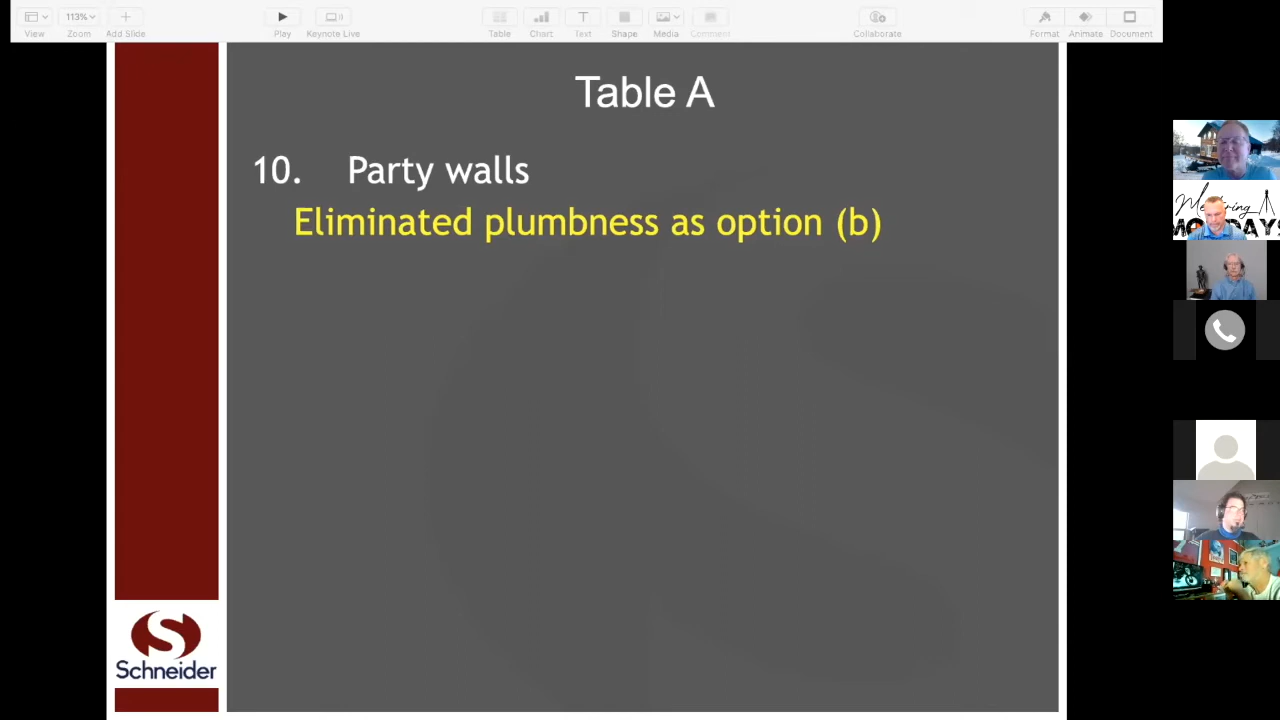 113%
View
Zoom
Add Slide
Play
Keynote Live
Table
Chart
Text
Shape
Media
Comment
Collaborate
Format
Animate
Document
Table A
10. Party walls
Eliminated plumbness as option (b)
Schneider